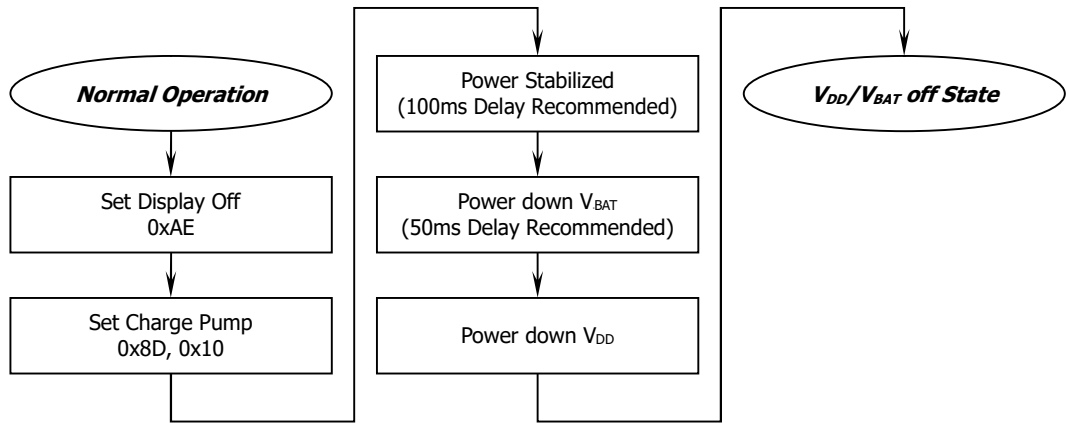 Normal Operation
Set Display Off
0xAE
Set Charge Pump
0x8D, 0x10
Power Stabilized
(100ms Delay Recommended)
Power down VBAT
(50ms Delay Recommended)
Power down VDD
VDD/VBAT off State